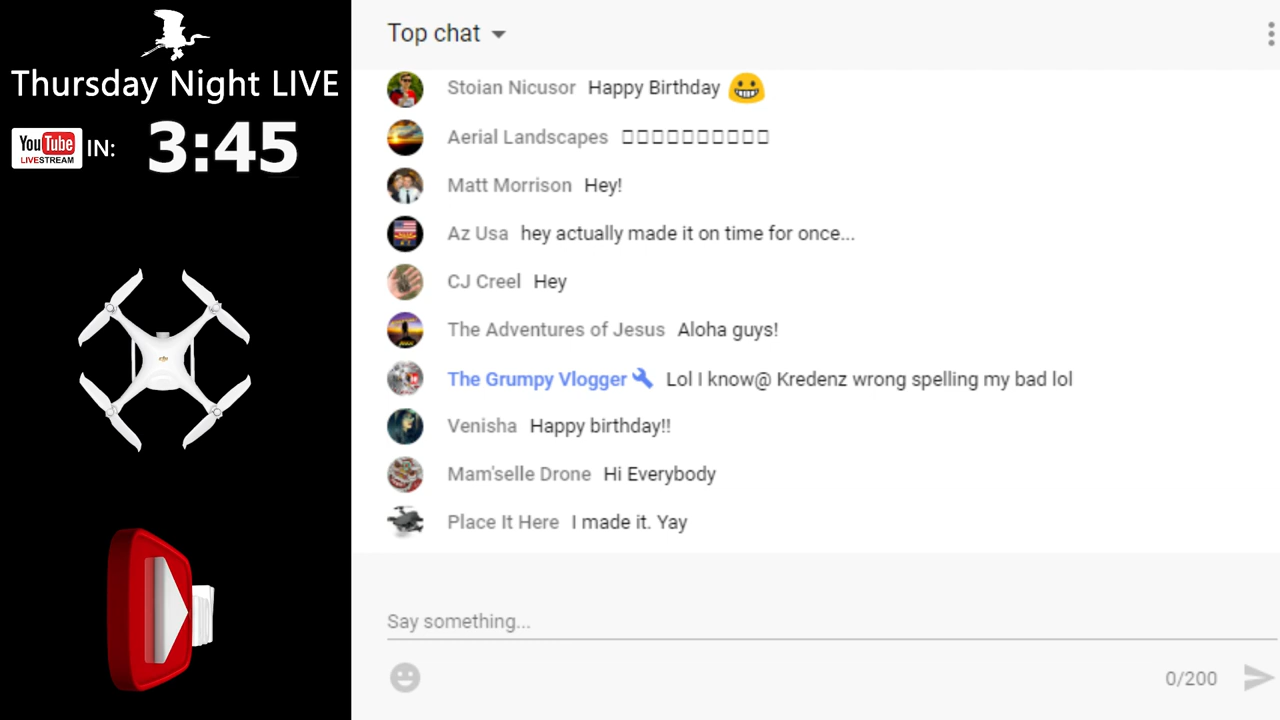 Thursday Night LIVE
YouTube
LIVESTREAM
IN:
3:45
Top chat
Stoian Nicusor Happy Birthday 😀
Aerial Landscapes ▯▯▯▯▯▯▯▯▯▯
Matt Morrison Hey!
Az Usa hey actually made it on time for once...
CJ Creel Hey
The Adventures of Jesus Aloha guys!
The Grumpy Vlogger Lol I know@ Kredenz wrong spelling my bad lol
Venisha Happy birthday!!
Mam'selle Drone Hi Everybody
Place It Here I made it. Yay
Say something...
0/200